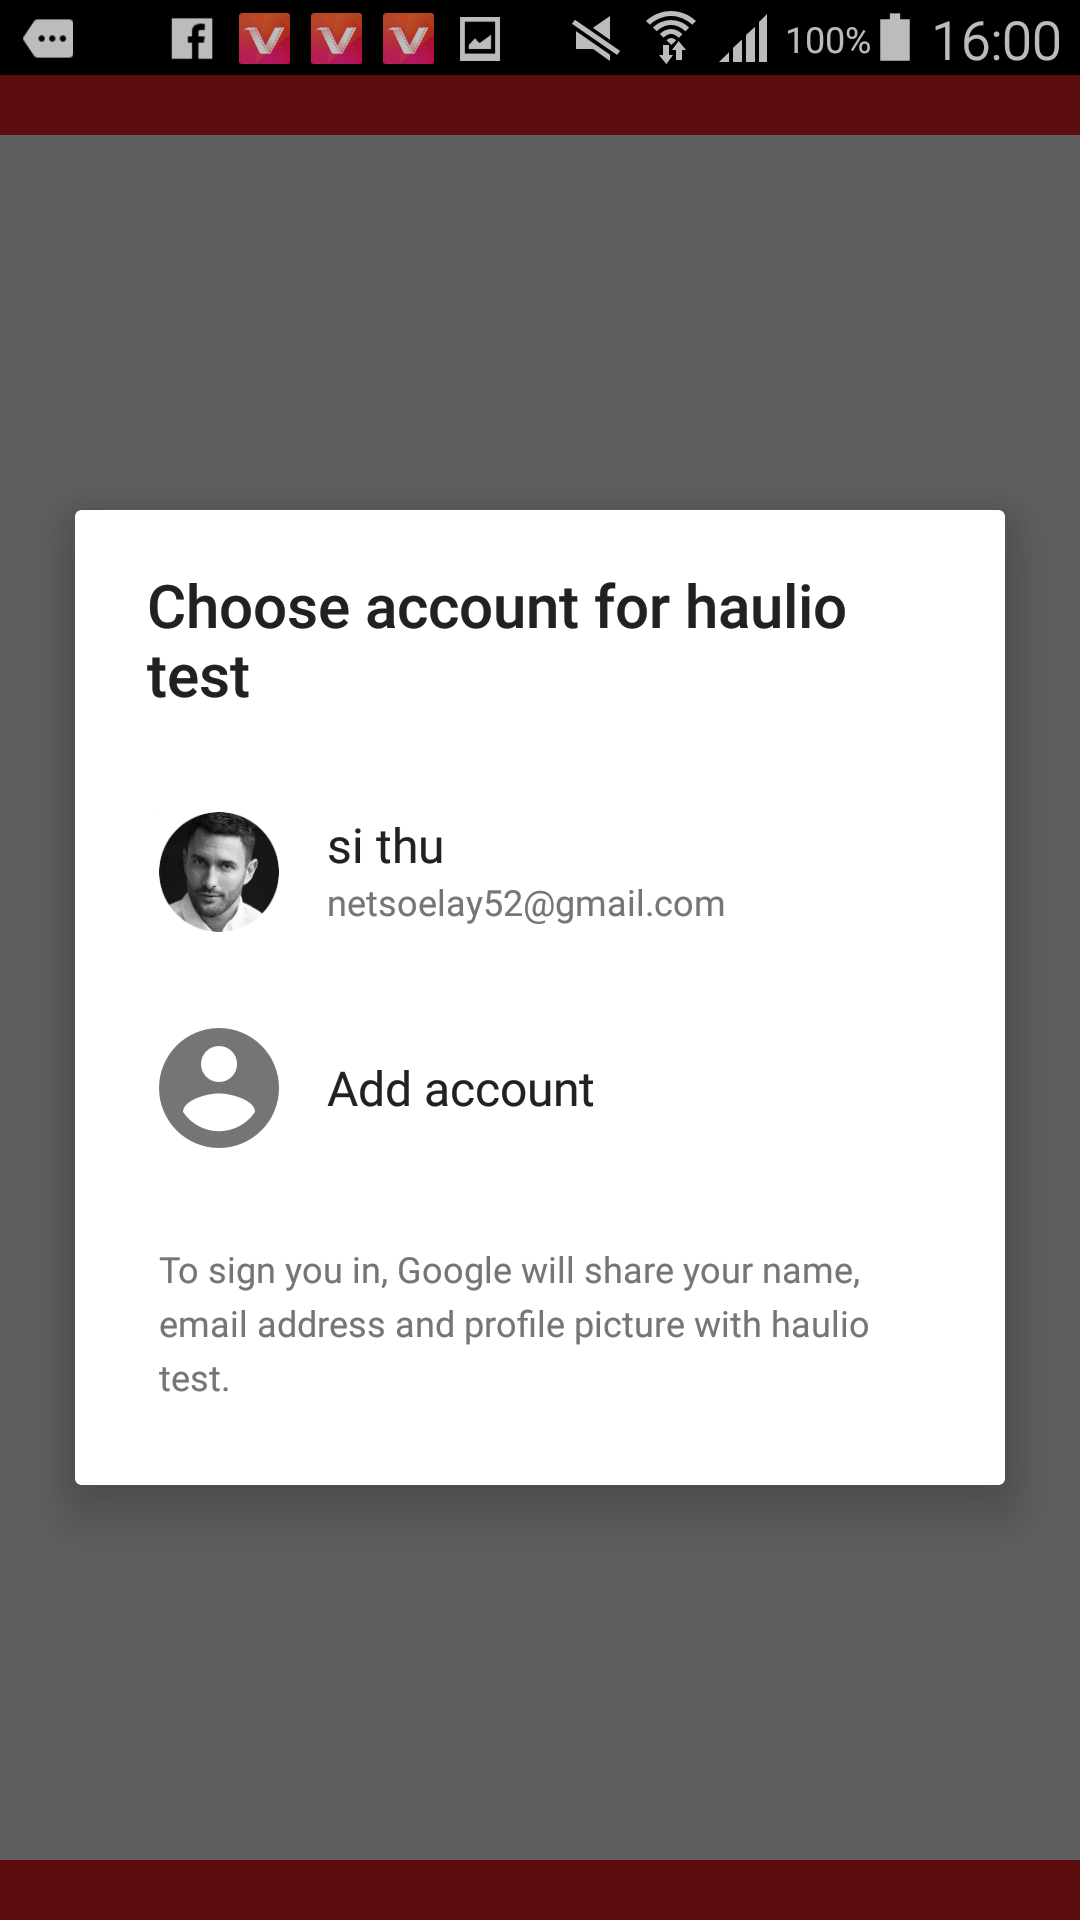 100% 16:00
Choose account for haulio
test
si thu
netsoelay52@gmail.com
Add account
To sign you in, Google will share your name,
email address and profile picture with haulio
test.